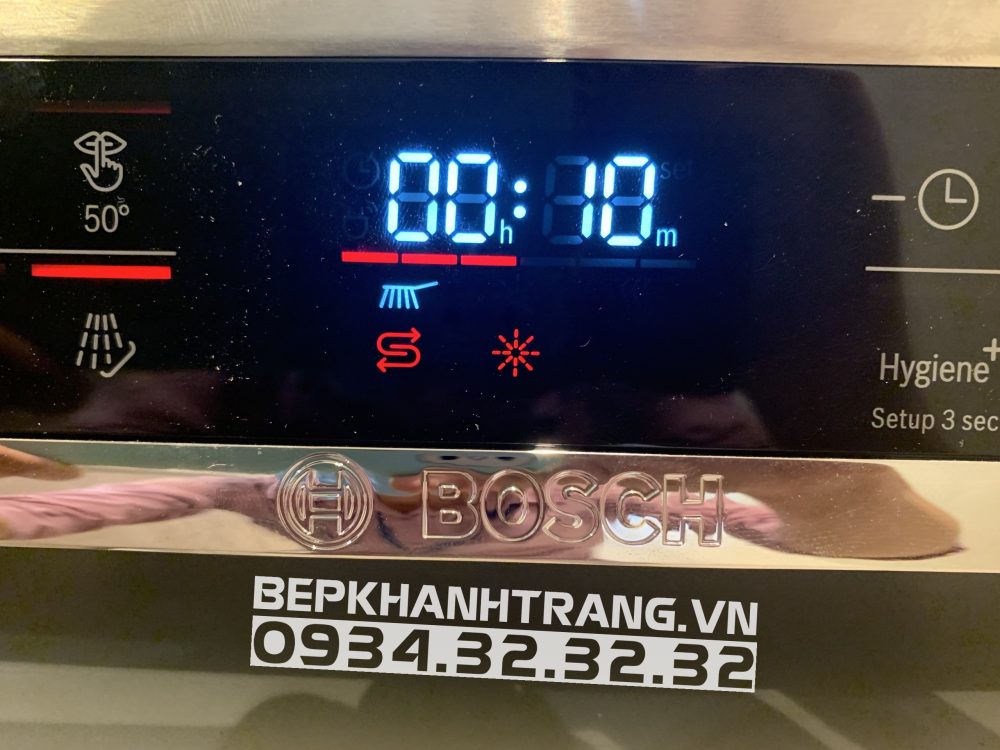 50°
00h:10m
Hygiene+
Setup 3 sec
BOSCH
BEPKHANHTRANG.VN
0934.32.32.32